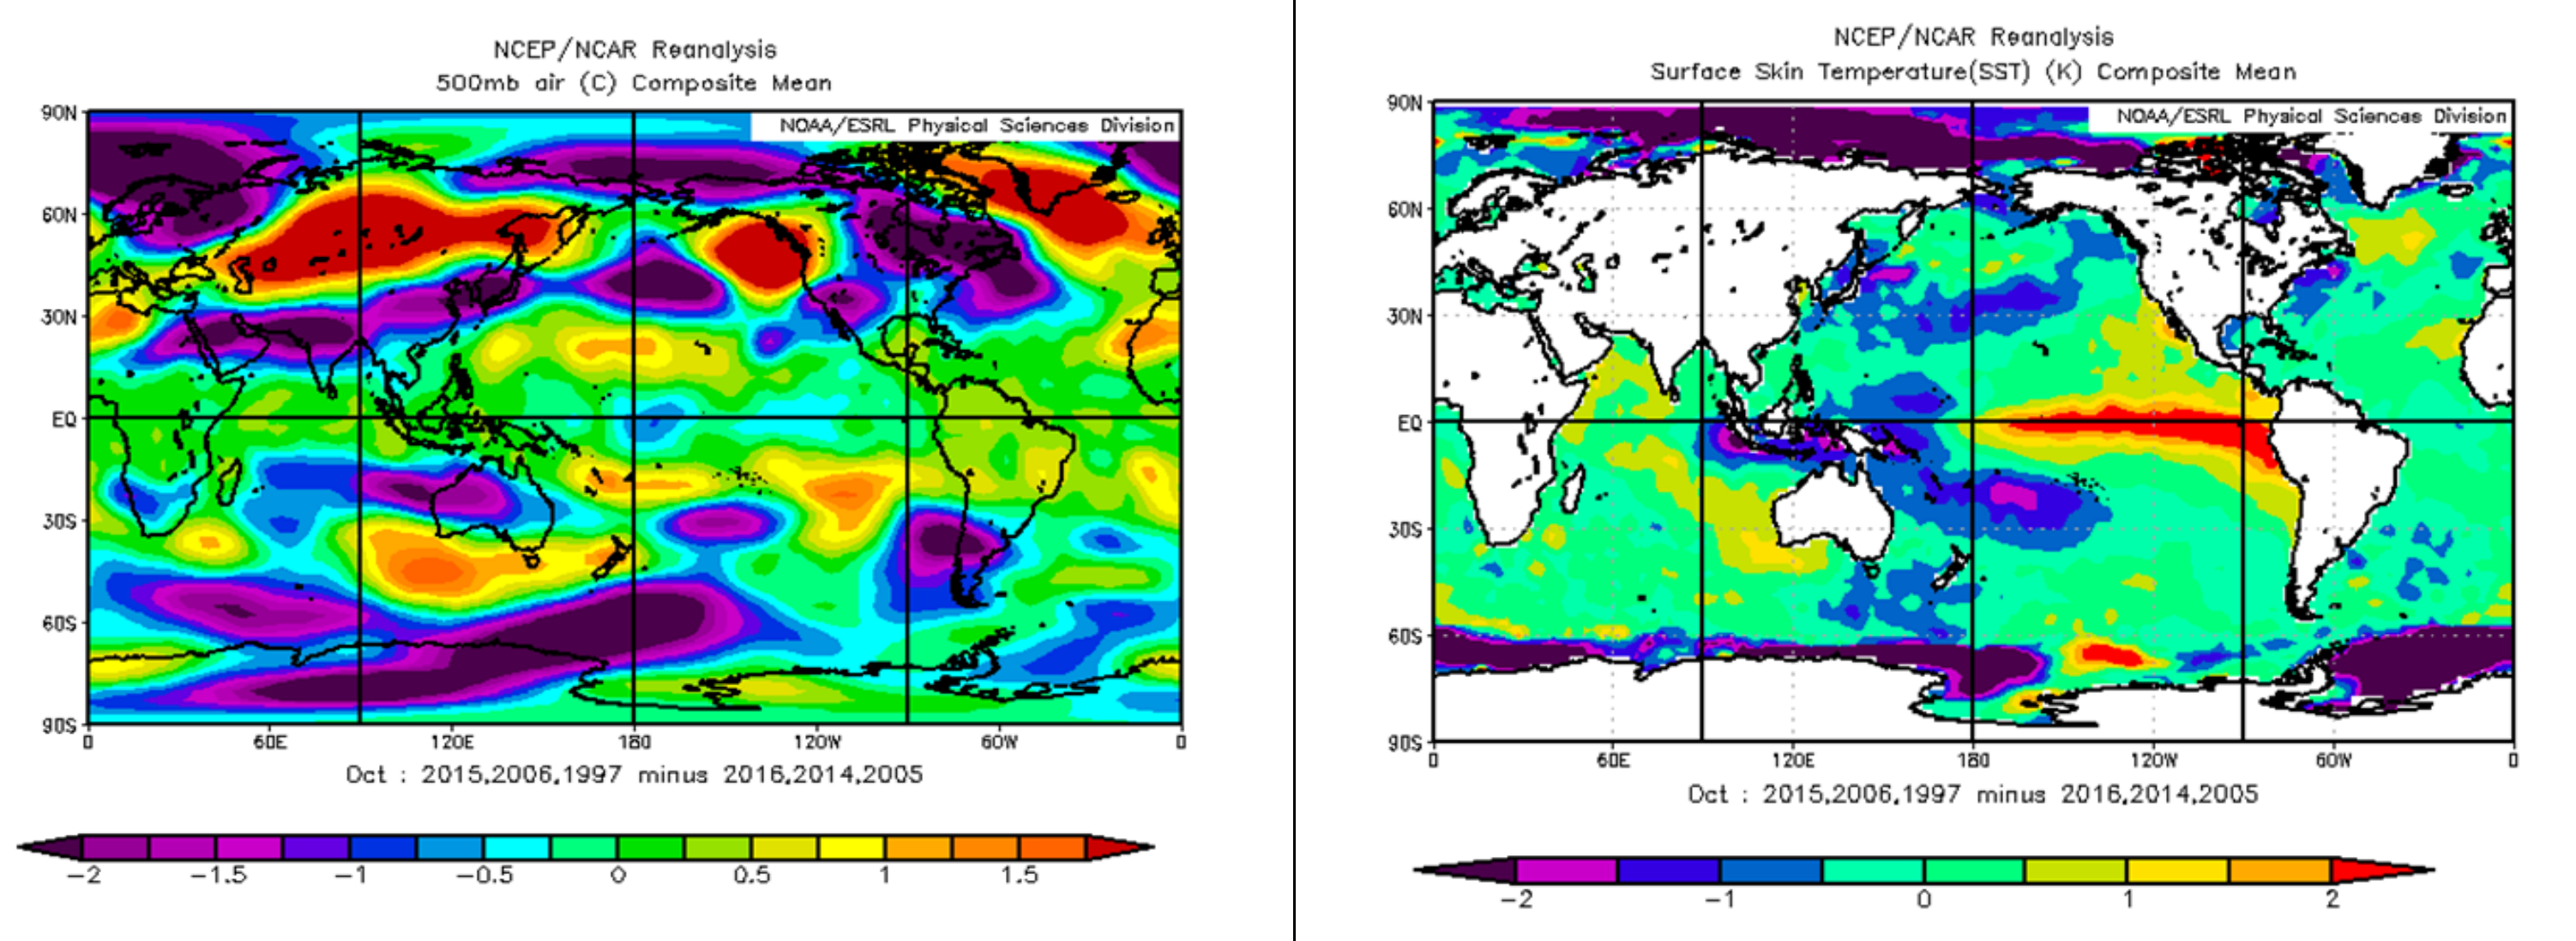 NCEP/NCAR Reanalysis
500mb air (C) Composite Mean
NOAA/ESRL Physical Sciences Division
90N
60N
30N
EQ
30S
60S
90S
0 60E 120E 180 120W 60W 0
Oct : 2015,2006,1997 minus 2016,2014,2005
−2 −1.5 −1 −0.5 0 0.5 1 1.5
NCEP/NCAR Reanalysis
Surface Skin Temperature(SST) (K) Composite Mean
NOAA/ESRL Physical Sciences Division
90N
60N
30N
EQ
30S
60S
90S
0 60E 120E 180 120W 60W 0
Oct : 2015,2006,1997 minus 2016,2014,2005
−2 −1 0 1 2